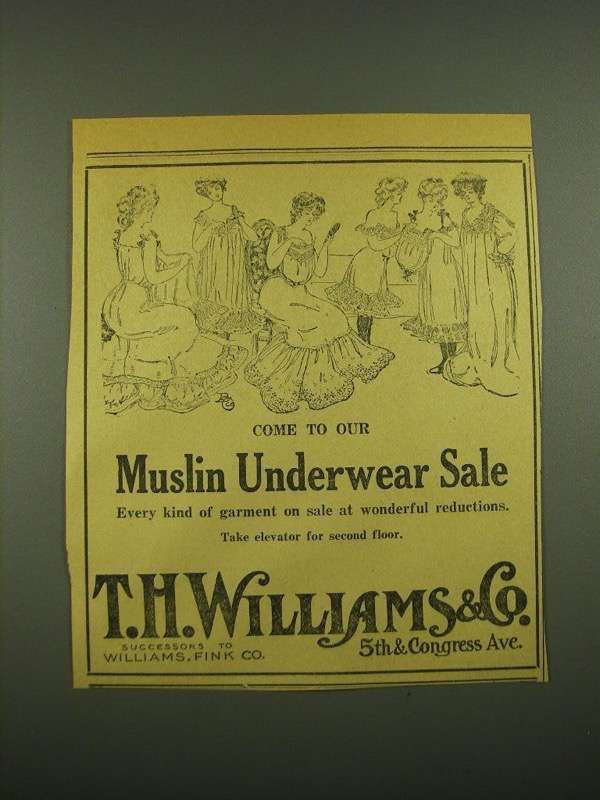 COME TO OUR
Muslin Underwear Sale
Every kind of garment on sale at wonderful reductions.
Take elevator for second floor.
T.H. WILLIAMS & CO.
SUCCESSORS TO
WILLIAMS, FINK CO.
5th & Congress Ave.